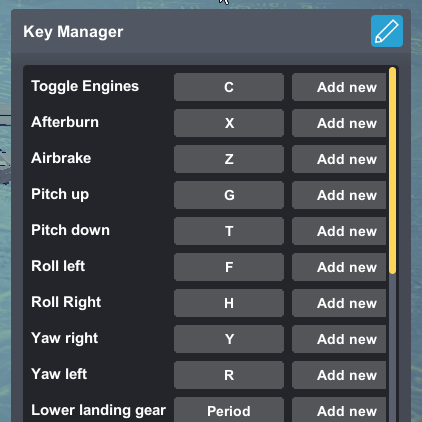 Key Manager
Toggle Engines C Add new
Afterburn X Add new
Airbrake Z Add new
Pitch up G Add new
Pitch down T Add new
Roll left F Add new
Roll Right H Add new
Yaw right Y Add new
Yaw left R Add new
Lower landing gear Period Add new